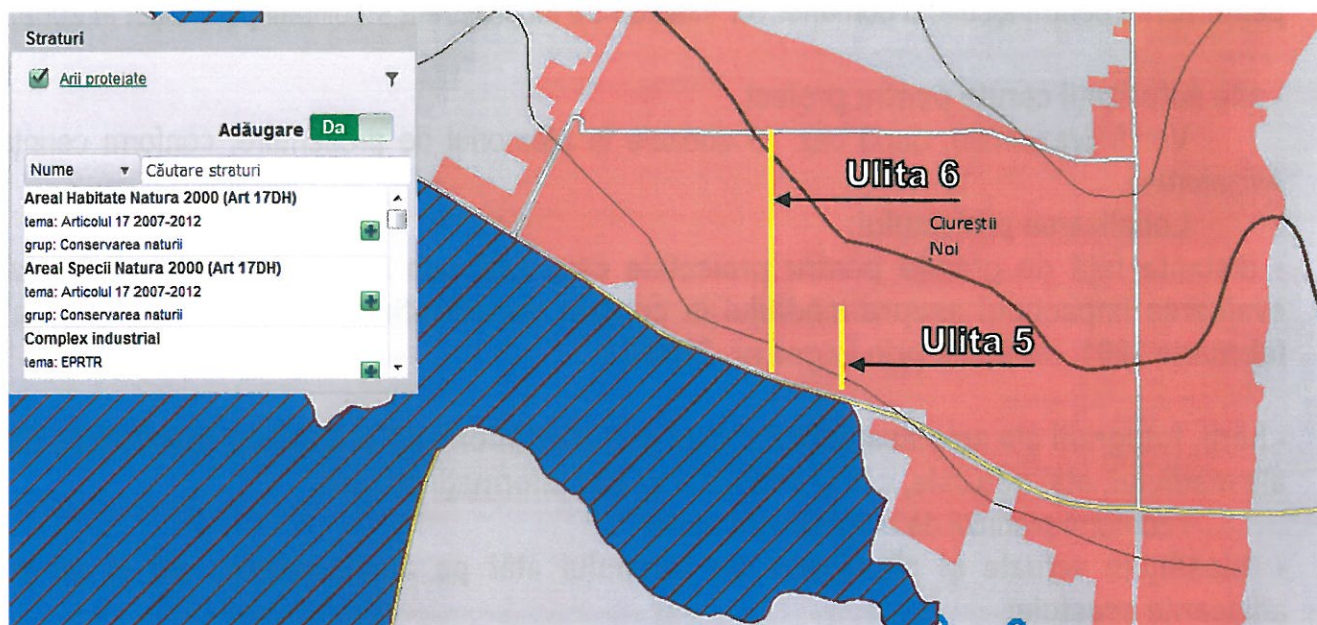 Straturi
Arii protejate
Adăugare Da
Nume Căutare straturi
Areal Habitate Natura 2000 (Art 17DH)
tema: Articolul 17 2007-2012
grup: Conservarea naturii
Areal Specii Natura 2000 (Art 17DH)
tema: Articolul 17 2007-2012
grup: Conservarea naturii
Complex industrial
tema: EPRTR
Ulita 6
Ciureștii
Noi
Ulita 5